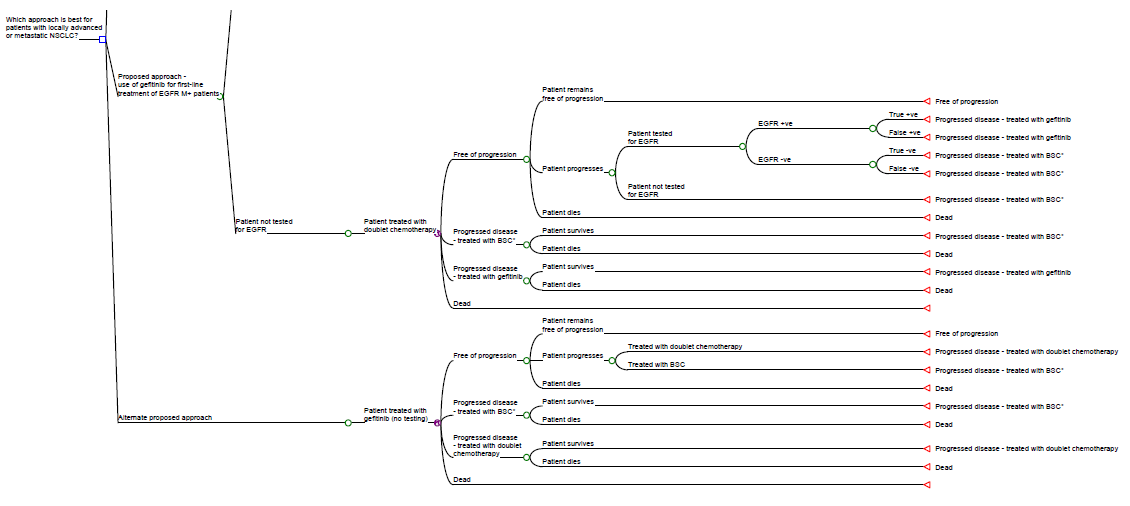 Which approach is best for
patients with locally advanced
or metastatic NSCLC?
Proposed approach -
use of gefitinib for first-line
treatment of EGFR M+ patients
Patient not tested
for EGFR
Patient treated with
doublet chemotherapy
Free of progression
Patient remains
free of progression
Free of progression
Patient progresses
Patient tested
for EGFR
EGFR +ve
True +ve
Progressed disease - treated with gefitinib
False +ve
Progressed disease - treated with gefitinib
EGFR -ve
True -ve
Progressed disease - treated with BSC*
False -ve
Progressed disease - treated with BSC*
Patient not tested
for EGFR
Progressed disease - treated with BSC*
Patient dies
Dead
Progressed disease
- treated with BSC*
Patient survives
Progressed disease - treated with BSC*
Patient dies
Dead
Progressed disease
- treated with gefitinib
Patient survives
Progressed disease - treated with gefitinib
Patient dies
Dead
Dead
Alternate proposed approach
Patient treated with
gefitinib (no testing)
Free of progression
Patient remains
free of progression
Free of progression
Patient progresses
Treated with doublet chemotherapy
Progressed disease - treated with doublet chemotherapy
Treated with BSC
Progressed disease - treated with BSC*
Patient dies
Dead
Progressed disease
- treated with BSC*
Patient survives
Progressed disease - treated with BSC*
Patient dies
Dead
Progressed disease
- treated with doublet
chemotherapy
Patient survives
Progressed disease - treated with doublet chemotherapy
Patient dies
Dead
Dead